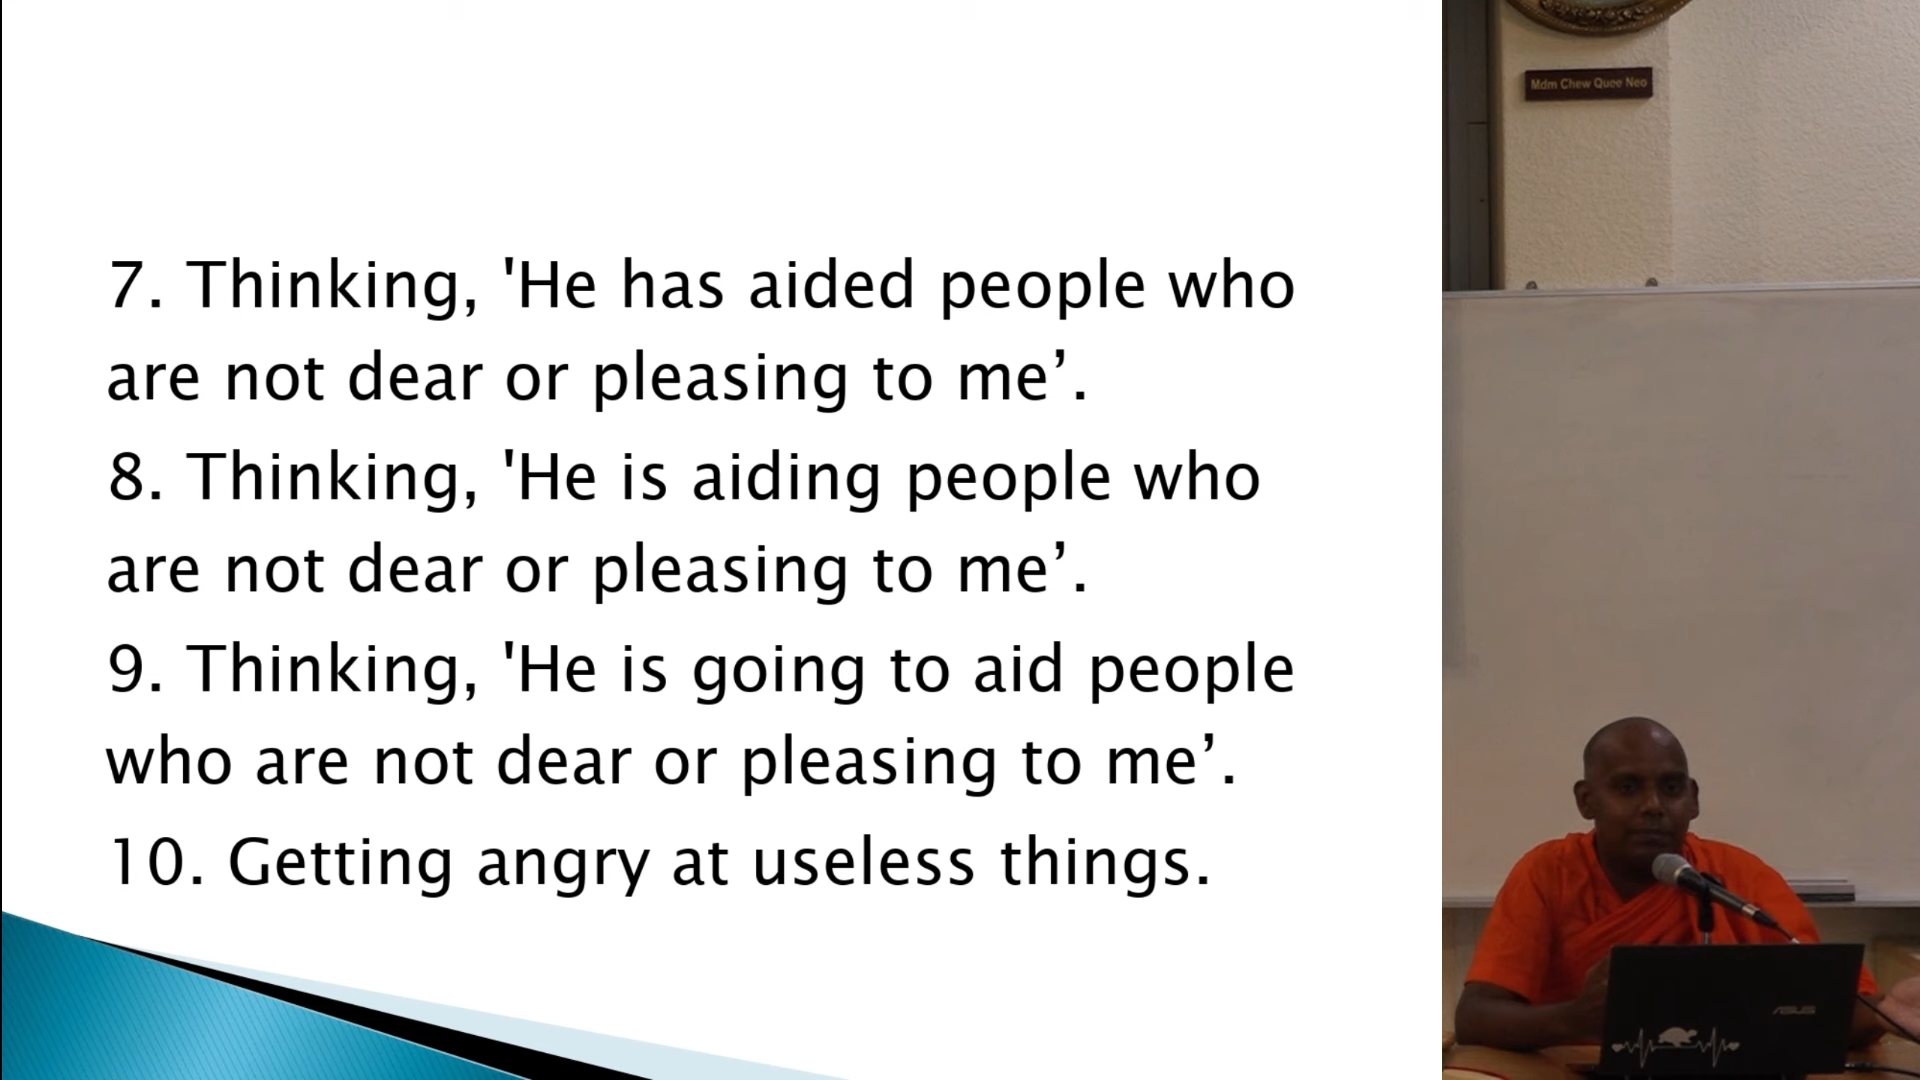 7. Thinking, 'He has aided people who
are not dear or pleasing to me’.
8. Thinking, 'He is aiding people who
are not dear or pleasing to me’.
9. Thinking, 'He is going to aid people
who are not dear or pleasing to me’.
10. Getting angry at useless things.
Mdm Chew Quee Neo
ASUS